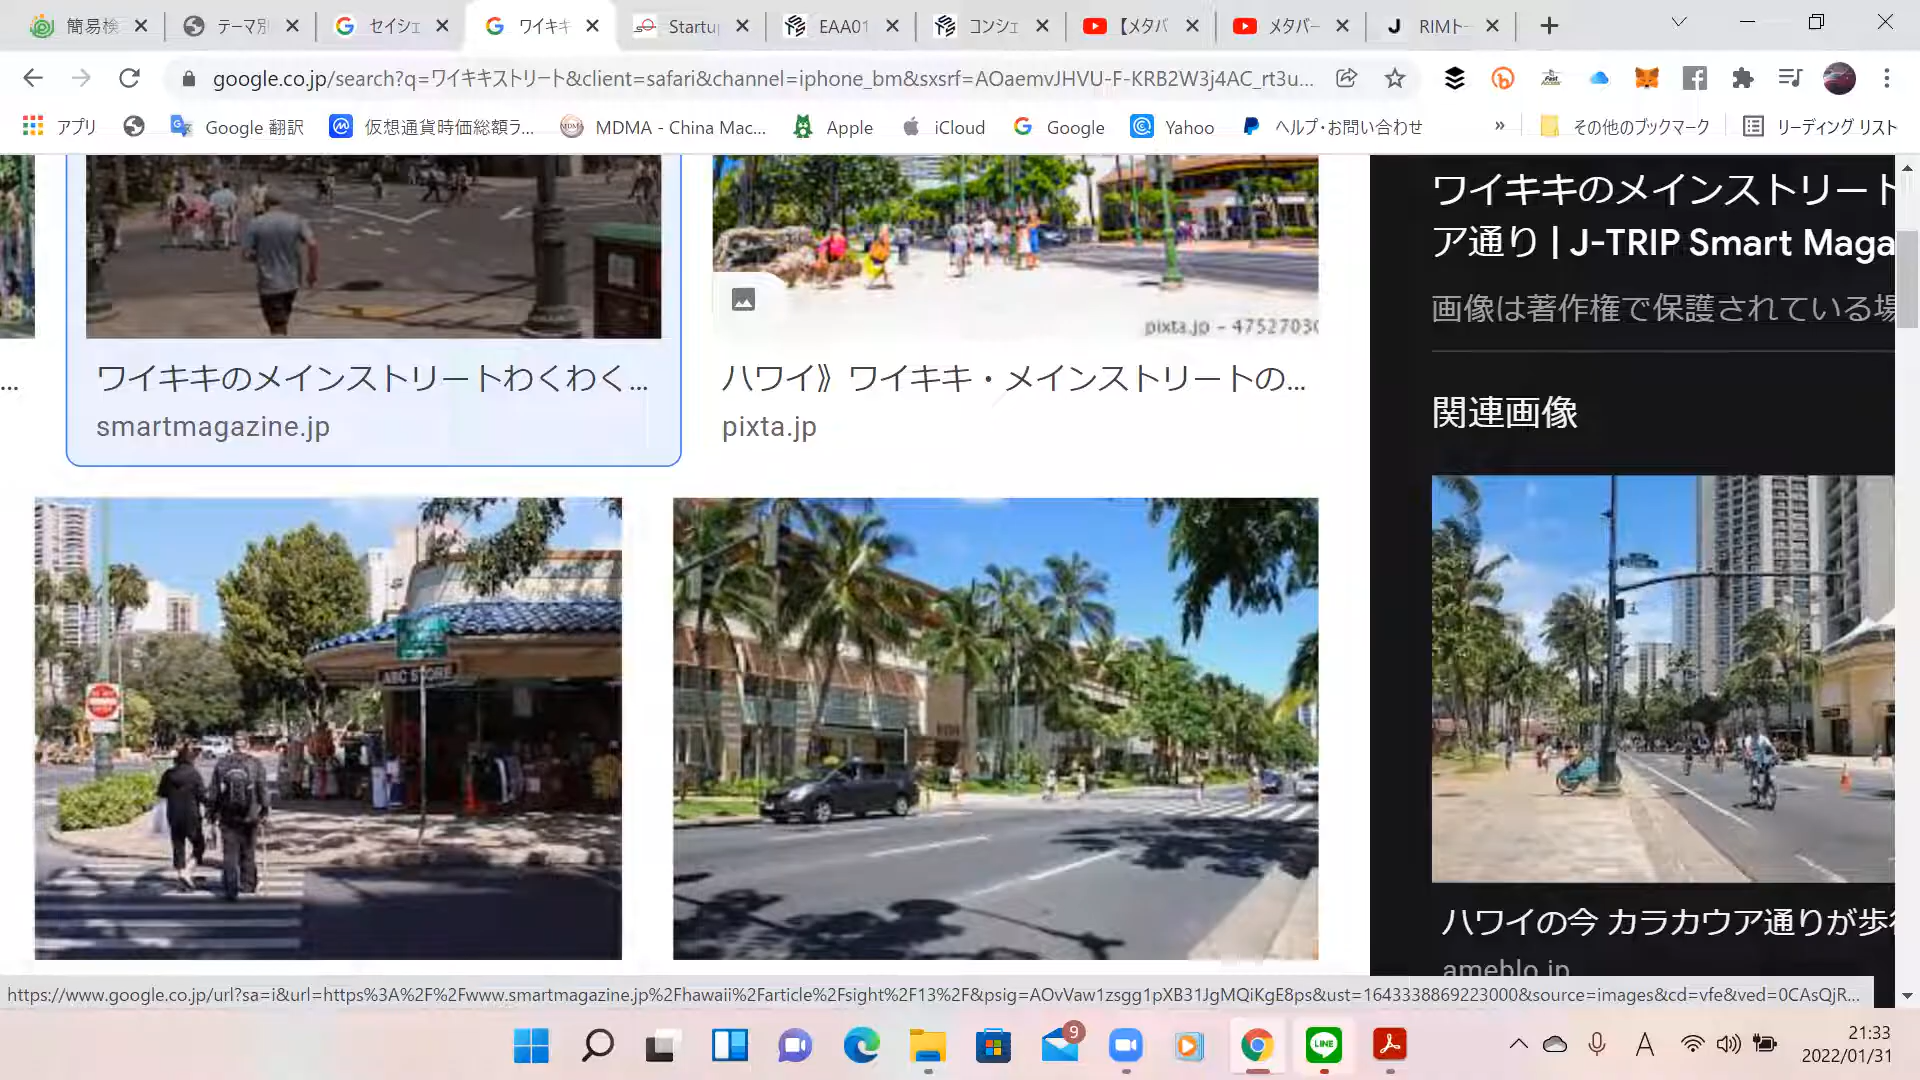 簡易検
テーマ別
セイシェ
ワイキキ
Startu
EAA01
コンシェ
【メタバ
メタバー
RIMトー
google.co.jp/search?q=ワイキキストリート&client=safari&channel=iphone_bm&sxsrf=AOaemvJHVU-F-KRB2W3j4AC_rt3u...
アプリ
Google 翻訳
仮想通貨時価総額ラ...
MDMA - China Mac...
Apple
iCloud
Google
Yahoo
ヘルプ・お問い合わせ
»
その他のブックマーク
リーディング リスト
pixta.jp - 47527030
...
ワイキキのメインストリートわくわく...
smartmagazine.jp
ハワイ》ワイキキ・メインストリートの...
pixta.jp
ABC STORE
ワイキキのメインストリート
ア通り | J-TRIP Smart Maga
画像は著作権で保護されている場
関連画像
ハワイの今 カラカウア通りが歩行
ameblo.jp
https://www.google.co.jp/url?sa=i&url=https%3A%2F%2Fwww.smartmagazine.jp%2Fhawaii%2Farticle%2Fsight%2F13%2F&psig=AOvVaw1zsgg1pXB31JgMQiKgE8ps&ust=1643338869223000&source=images&cd=vfe&ved=0CAsQjR...
9
LINE
A
21:33
2022/01/31